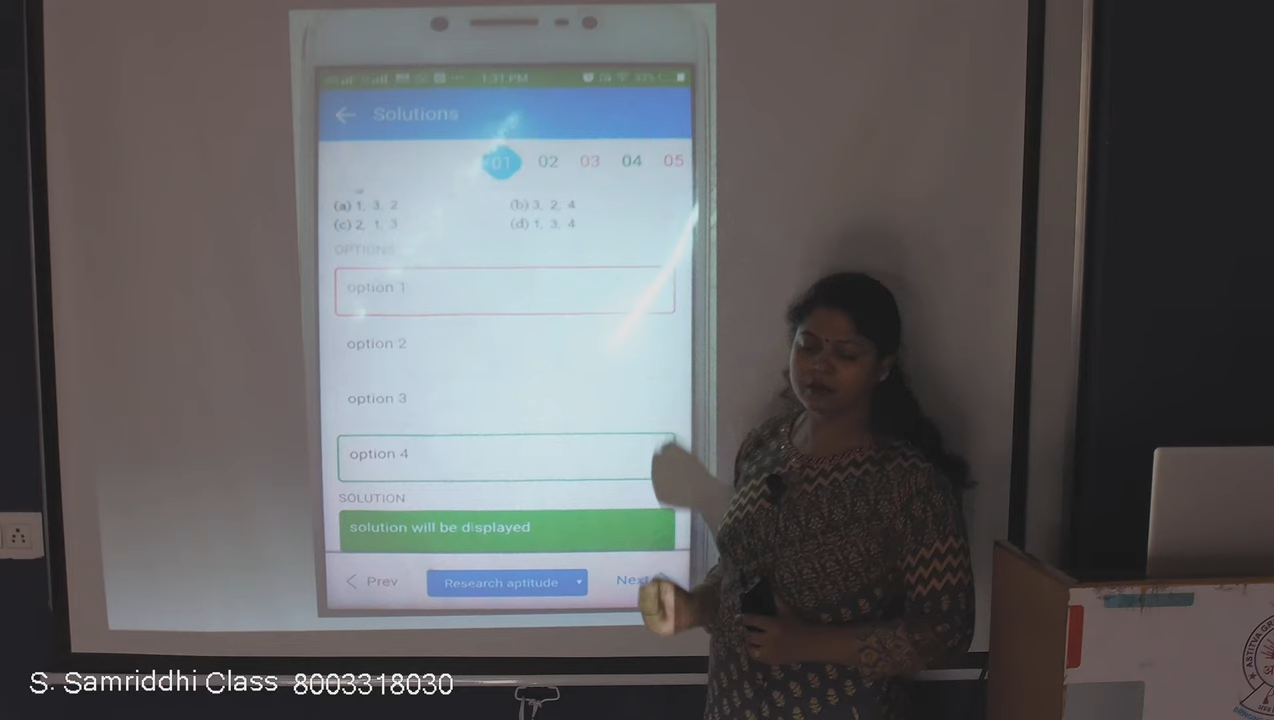 1:31 PM
Solutions
01 02 03 04 05
(a) 1, 3, 2 (b) 3, 2, 4
(c) 2, 1, 3 (d) 1, 3, 4
OPTIONS
option 1
option 2
option 3
option 4
SOLUTION
solution will be displayed
Prev Research aptitude Next
S. Samriddhi Class 8003318030